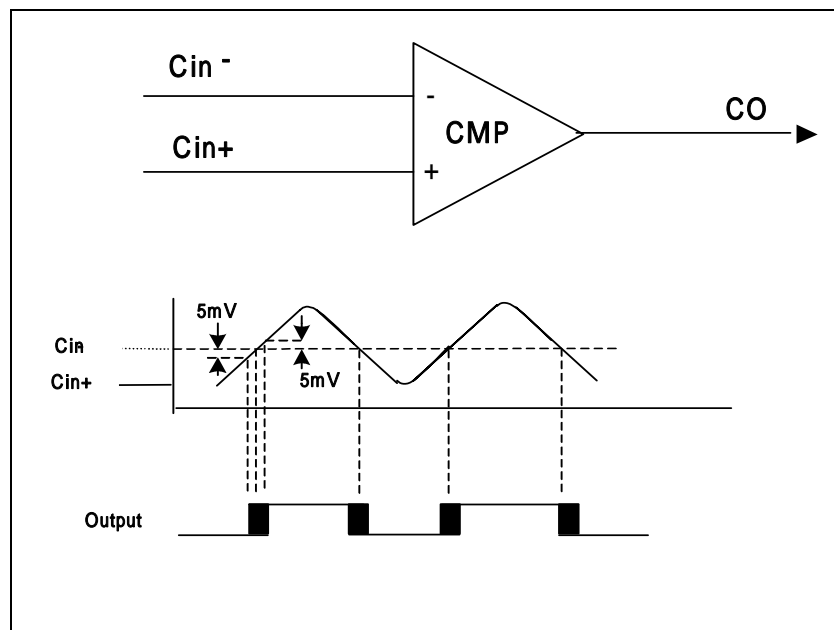 Cin -
-
CMP
CO
Cin+
+
5mV
Cin
Cin+
5mV
Output